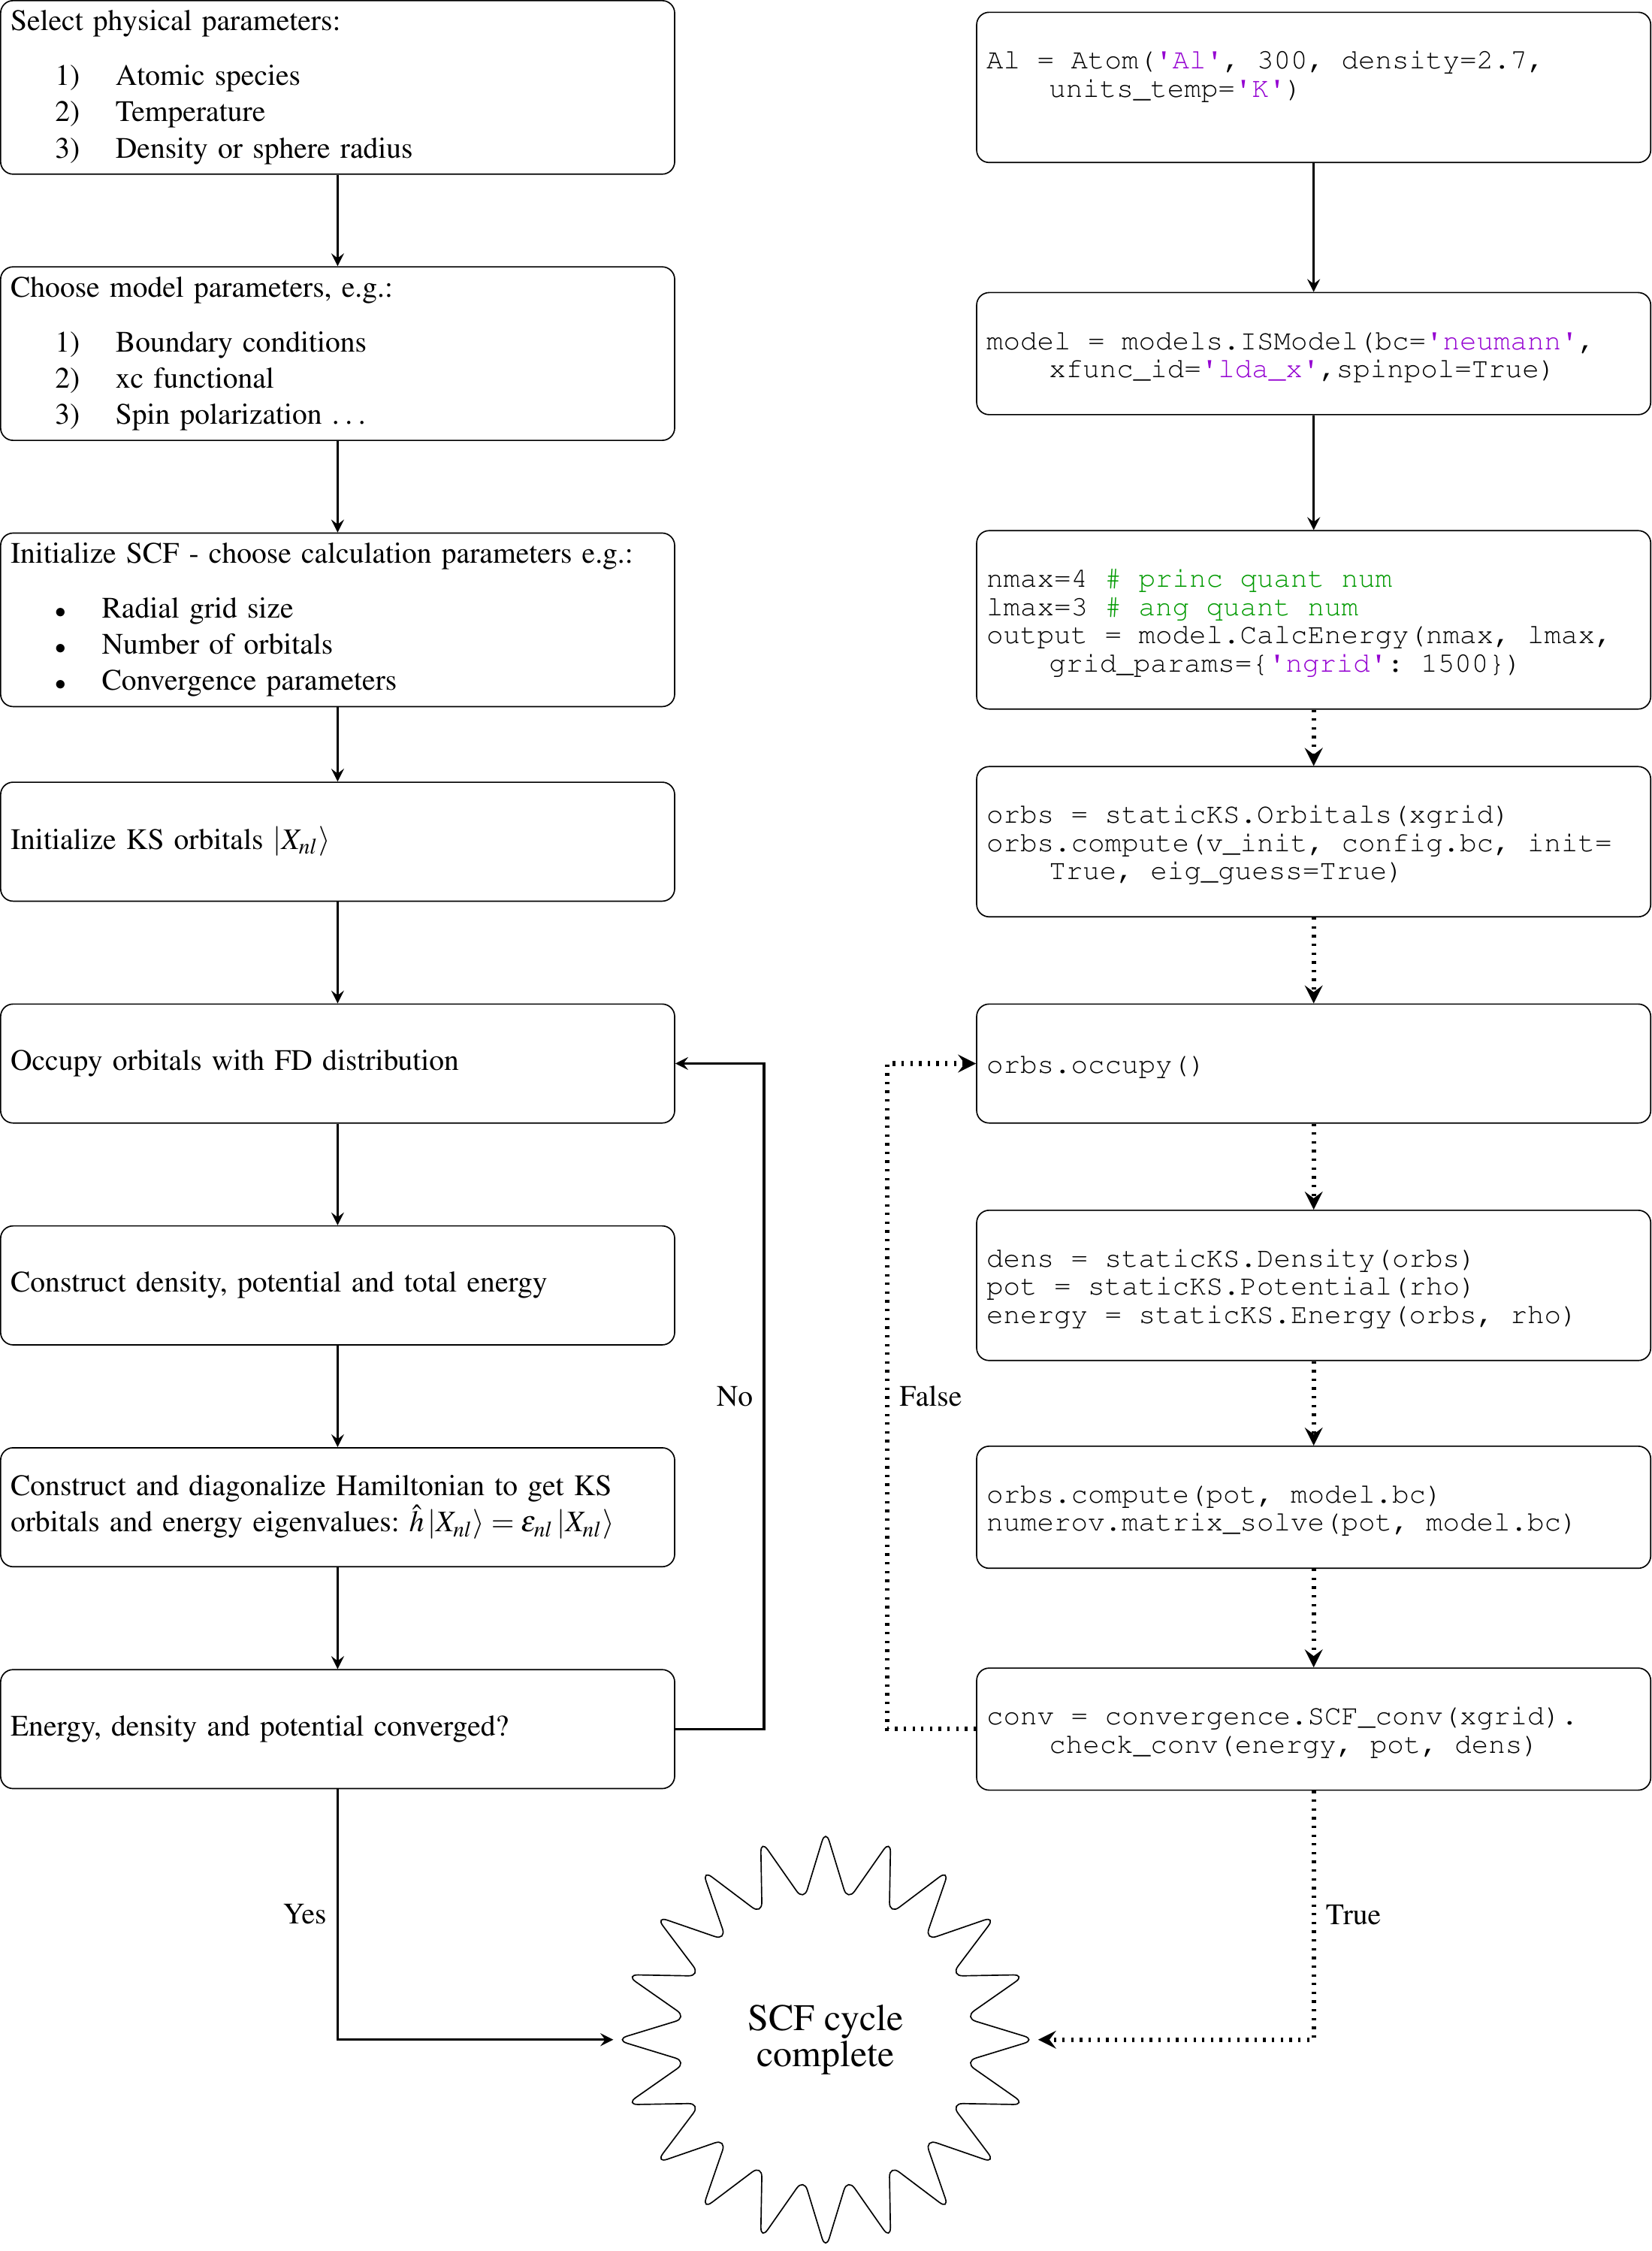 Select physical parameters:
1) Atomic species
2) Temperature
3) Density or sphere radius
Choose model parameters, e.g.:
1) Boundary conditions
2) xc functional
3) Spin polarization ...
Initialize SCF - choose calculation parameters e.g.:
• Radial grid size
• Number of orbitals
• Convergence parameters
Initialize KS orbitals |X_{nl}⟩
Occupy orbitals with FD distribution
Construct density, potential and total energy
Construct and diagonalize Hamiltonian to get KS
orbitals and energy eigenvalues: ĥ|X_{nl}⟩ = ε_{nl}|X_{nl}⟩
Energy, density and potential converged?
No
Yes
Al = Atom('Al', 300, density=2.7,
units_temp='K')
model = models.ISModel(bc='neumann',
xfunc_id='lda_x',spinpol=True)
nmax=4 # princ quant num
lmax=3 # ang quant num
output = model.CalcEnergy(nmax, lmax,
grid_params={'ngrid': 1500})
orbs = staticKS.Orbitals(xgrid)
orbs.compute(v_init, config.bc, init=
True, eig_guess=True)
orbs.occupy()
dens = staticKS.Density(orbs)
pot = staticKS.Potential(rho)
energy = staticKS.Energy(orbs, rho)
orbs.compute(pot, model.bc)
numerov.matrix_solve(pot, model.bc)
conv = convergence.SCF_conv(xgrid).
check_conv(energy, pot, dens)
False
True
SCF cycle
complete